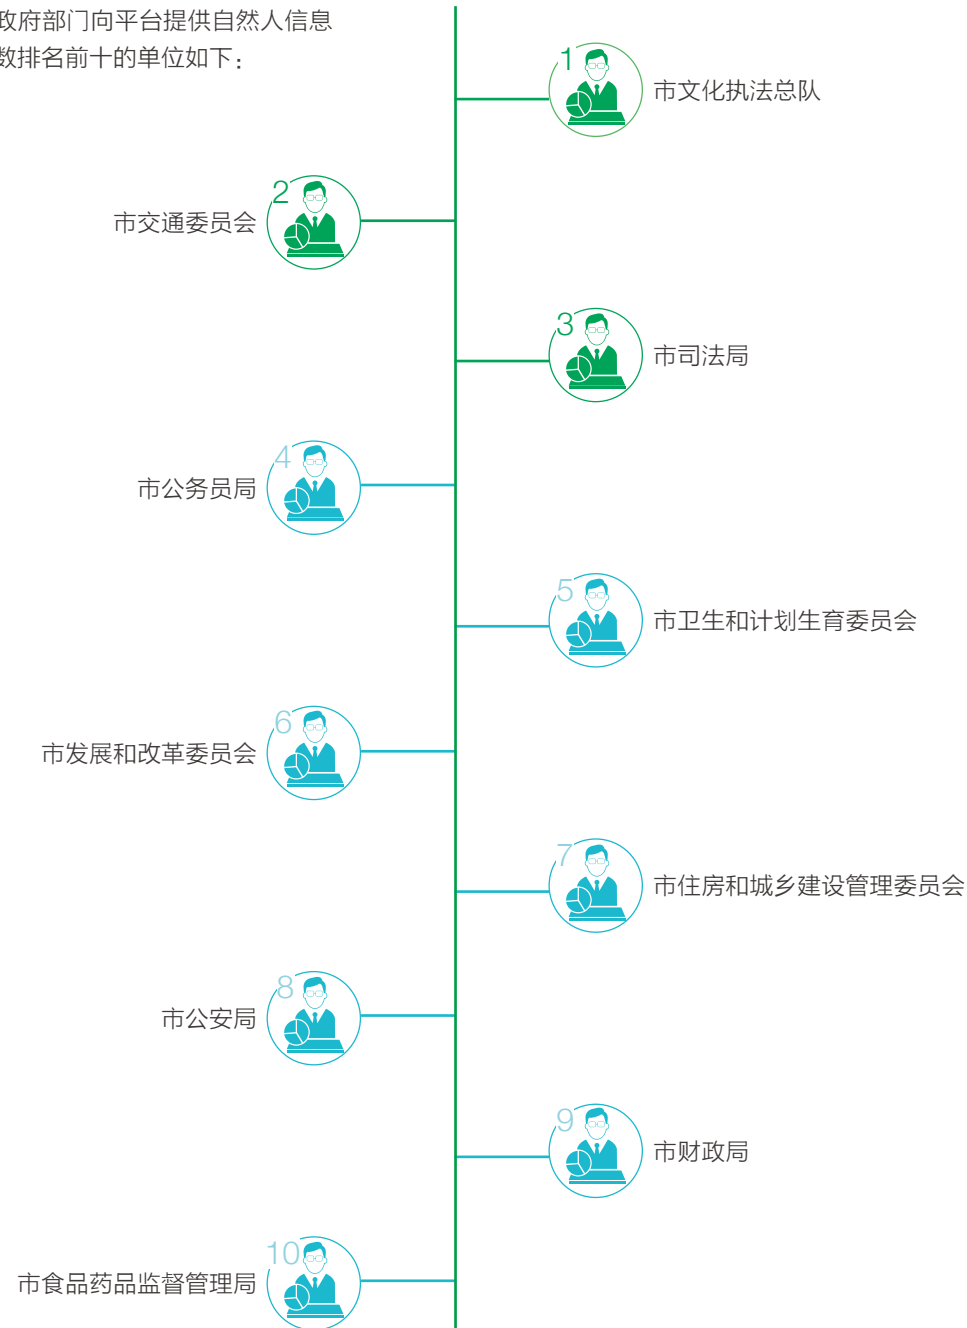 政府部门向平台提供自然人信息
数排名前十的单位如下：
1
市文化执法总队
2
市交通委员会
3
市司法局
4
市公务员局
5
市卫生和计划生育委员会
6
市发展和改革委员会
7
市住房和城乡建设管理委员会
8
市公安局
9
市财政局
10
市食品药品监督管理局